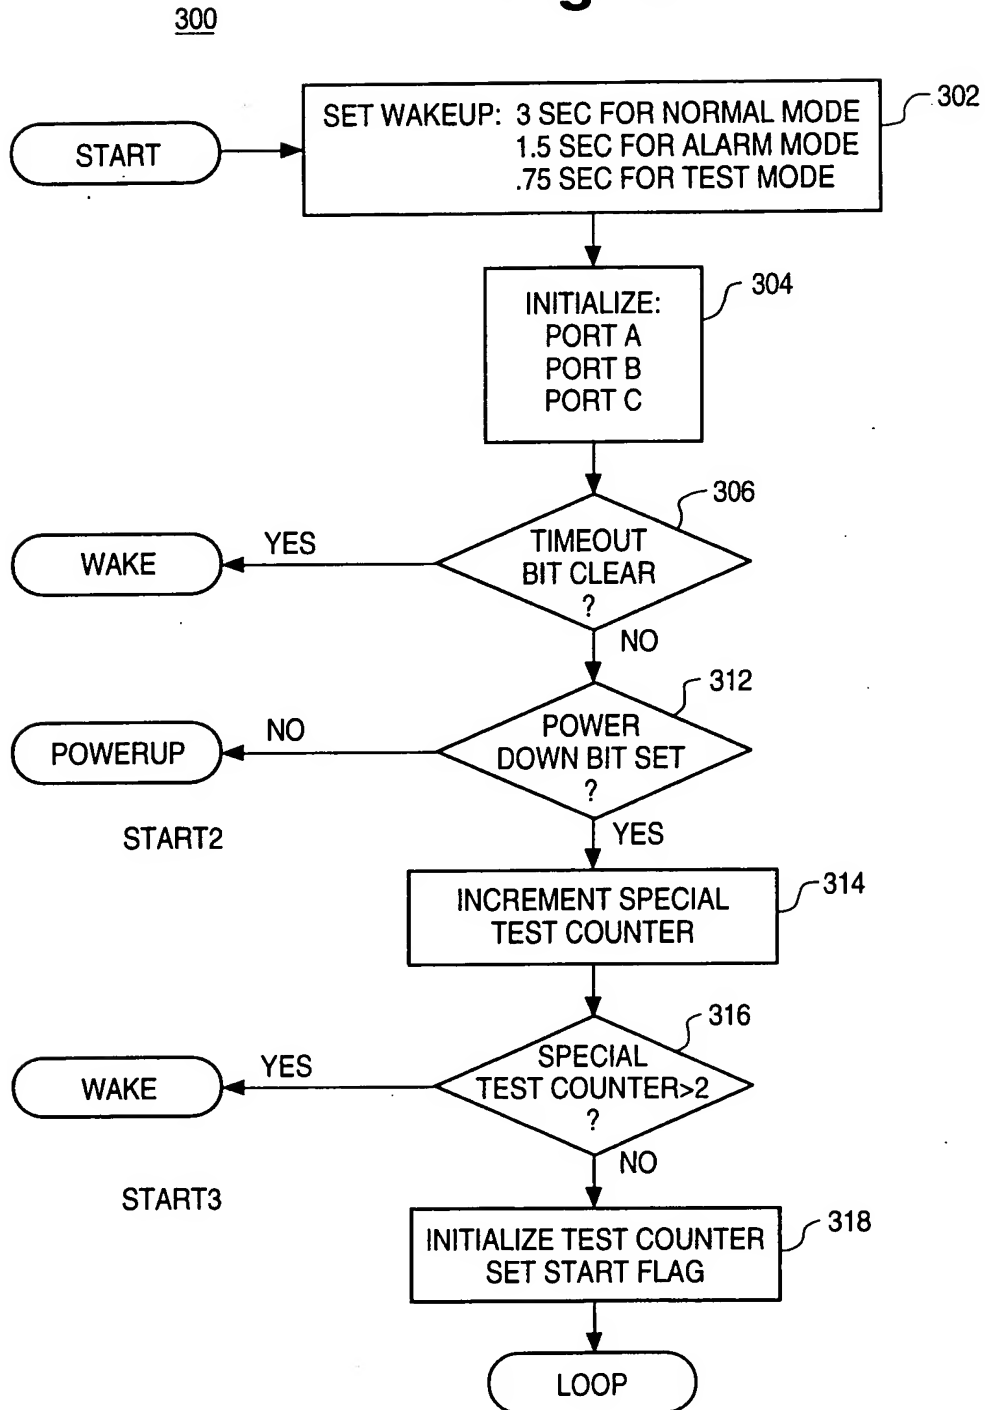 300
START
SET WAKEUP: 3 SEC FOR NORMAL MODE
1.5 SEC FOR ALARM MODE
.75 SEC FOR TEST MODE
302
INITIALIZE:
PORT A
PORT B
PORT C
304
TIMEOUT
BIT CLEAR
?
306
YES
WAKE
NO
POWER
DOWN BIT SET
?
312
NO
POWERUP
START2
YES
INCREMENT SPECIAL
TEST COUNTER
314
SPECIAL
TEST COUNTER>2
?
316
YES
WAKE
NO
START3
INITIALIZE TEST COUNTER
SET START FLAG
318
LOOP